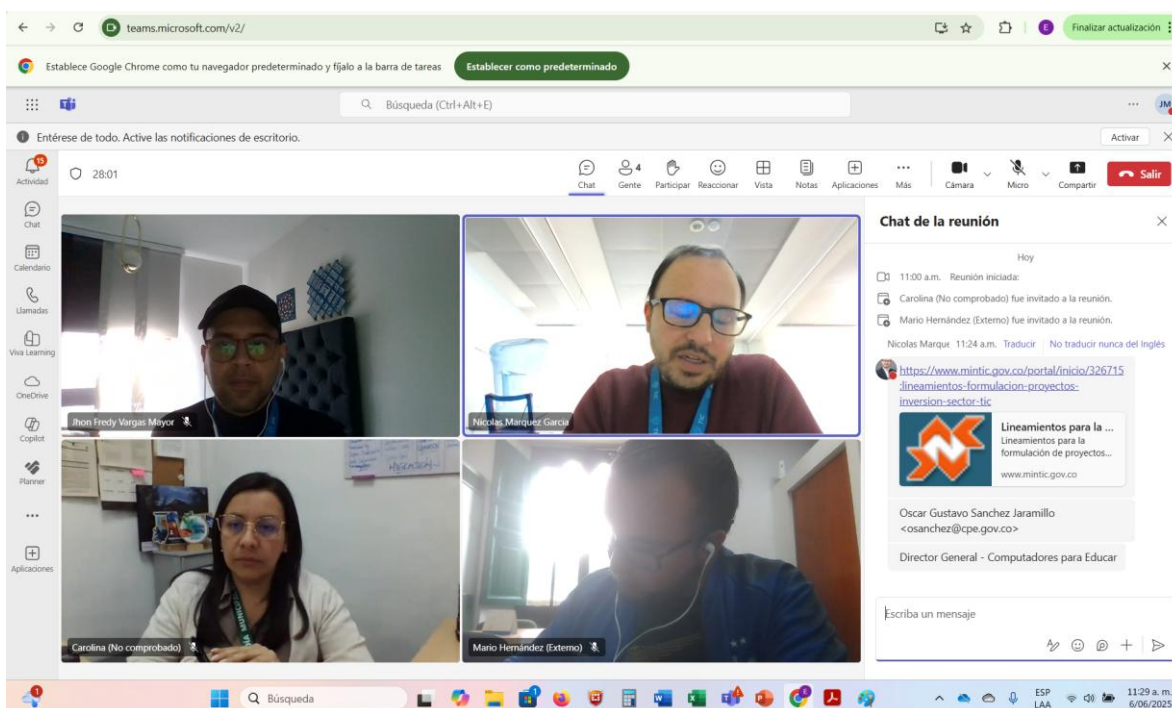 teams.microsoft.com/v2/
E
Finalizar actualización
Establece Google Chrome como tu navegador predeterminado y fíjalo a la barra de tareas
Establecer como predeterminado
Búsqueda (Ctrl+Alt+E)
JM
Entérese de todo. Active las notificaciones de escritorio.
Activar
15
Actividad
Chat
Calendario
Llamadas
Viva Learning
OneDrive
Copilot
Planner
Aplicaciones
28:01
Chat
4
Gente
Participar
Reaccionar
Vista
Notas
Aplicaciones
Más
Cámara
Micro
Compartir
Salir
Jhon Fredy Vargas Mayor
Nicolas Marquez Garcia
Carolina (No comprobado)
Mario Hernández (Externo)
Chat de la reunión
Hoy
11:00 a.m. Reunión iniciada:
Carolina (No comprobado) fue invitado a la reunión.
Mario Hernández (Externo) fue invitado a la reunión.
Nicolas Marque 11:24 a.m. Traducir No traducir nunca del Inglés
https://www.mintic.gov.co/portal/inicio/326715
:lineamientos-formulacion-proyectos-
inversion-sector-tic
Lineamientos para la ...
Lineamientos para la
formulación de proyectos...
www.mintic.gov.co
Oscar Gustavo Sanchez Jaramillo
<osanchez@cpe.gov.co>
Director General - Computadores para Educar
Escriba un mensaje
1
Búsqueda
ESP
LAA
11:29 a. m.
6/06/2025